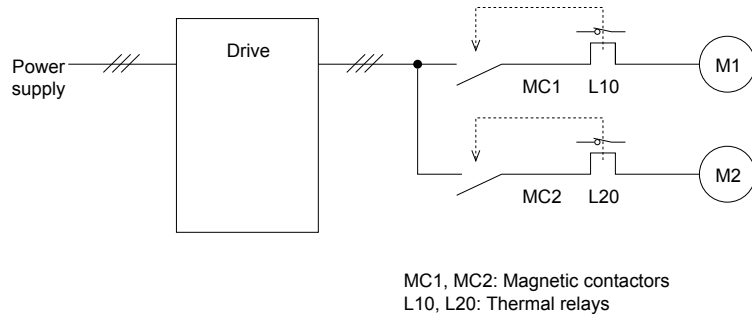 Power
supply
Drive
MC1
L10
M1
MC2
L20
M2
MC1, MC2: Magnetic contactors
L10, L20: Thermal relays